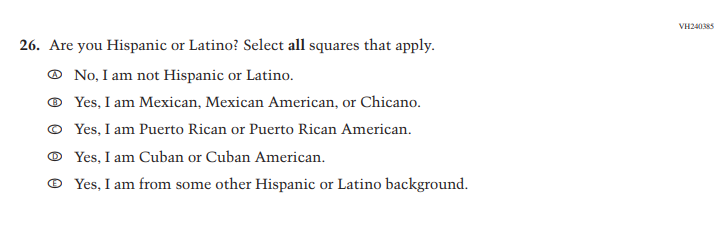 VH240385
26. Are you Hispanic or Latino? Select all squares that apply.
A No, I am not Hispanic or Latino.
B Yes, I am Mexican, Mexican American, or Chicano.
C Yes, I am Puerto Rican or Puerto Rican American.
D Yes, I am Cuban or Cuban American.
E Yes, I am from some other Hispanic or Latino background.